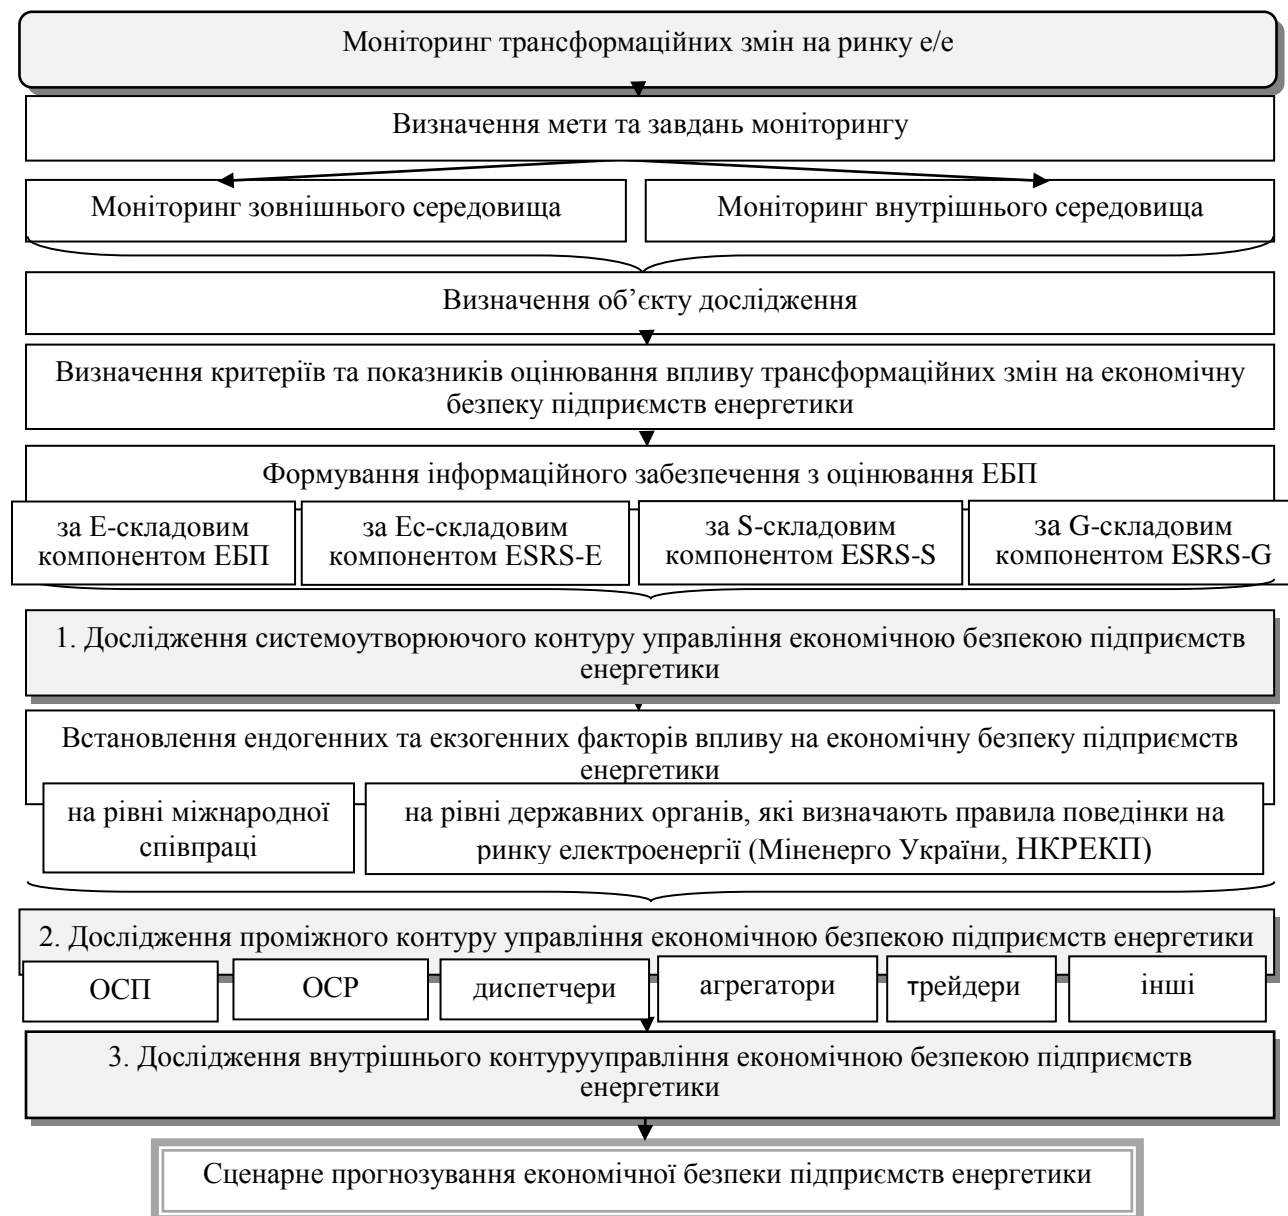 Моніторинг трансформаційних змін на ринку е/е
Визначення мети та завдань моніторингу
Моніторинг зовнішнього середовища
Моніторинг внутрішнього середовища
Визначення об’єкту дослідження
Визначення критеріїв та показників оцінювання впливу трансформаційних змін на економічну
безпеку підприємств енергетики
Формування інформаційного забезпечення з оцінювання ЕБП
за E-складовим
компонентом ЕБП
за Ec-складовим
компонентом ESRS-E
за S-складовим
компонентом ESRS-S
за G-складовим
компонентом ESRS-G
1. Дослідження системоутворюючого контуру управління економічною безпекою підприємств
енергетики
Встановлення ендогенних та екзогенних факторів впливу на економічну безпеку підприємств
енергетики
на рівні міжнародної
співпраці
на рівні державних органів, які визначають правила поведінки на
ринку електроенергії (Міненерго України, НКРЕКП)
2. Дослідження проміжного контуру управління економічною безпекою підприємств енергетики
ОСП
ОСР
диспетчери
агрегатори
трейдери
інші
3. Дослідження внутрішнього контурууправління економічною безпекою підприємств
енергетики
Сценарне прогнозування економічної безпеки підприємств енергетики